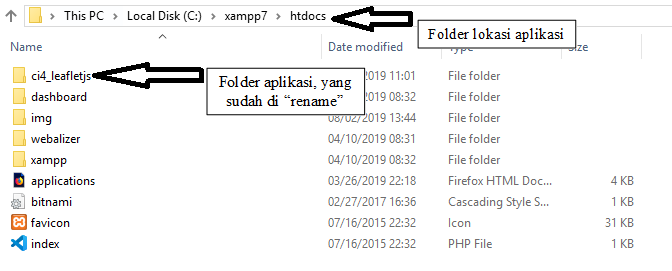 This PC > Local Disk (C:) > xampp7 > htdocs
Folder lokasi aplikasi
Name Date modified Type Size
ci4_leafletjs 2019 11:01 File folder
Folder aplikasi, yang
sudah di “rename”
dashboard 2019 08:32 File folder
img 08/02/2019 13:44 File folder
webalizer 04/10/2019 08:31 File folder
xampp 04/10/2019 08:32 File folder
applications 03/26/2019 22:18 Firefox HTML Doc... 4 KB
bitnami 02/27/2017 16:36 Cascading Style S... 1 KB
favicon 07/16/2015 22:32 Icon 31 KB
index 07/16/2015 22:32 PHP File 1 KB